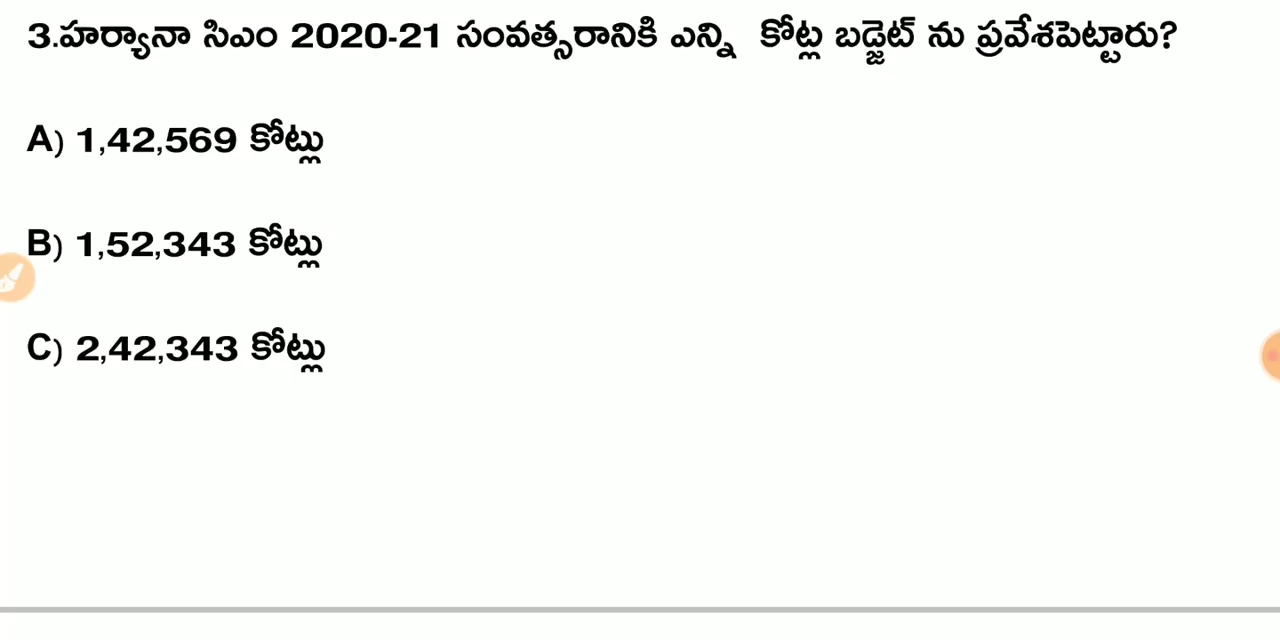 3.హర్యానా సిఎం 2020-21 సంవత్సరానికి ఎన్ని కోట్ల బడ్జెట్ ను ప్రవేశపెట్టారు?
A) 1,42,569 కోట్లు
B) 1,52,343 కోట్లు
C) 2,42,343 కోట్లు